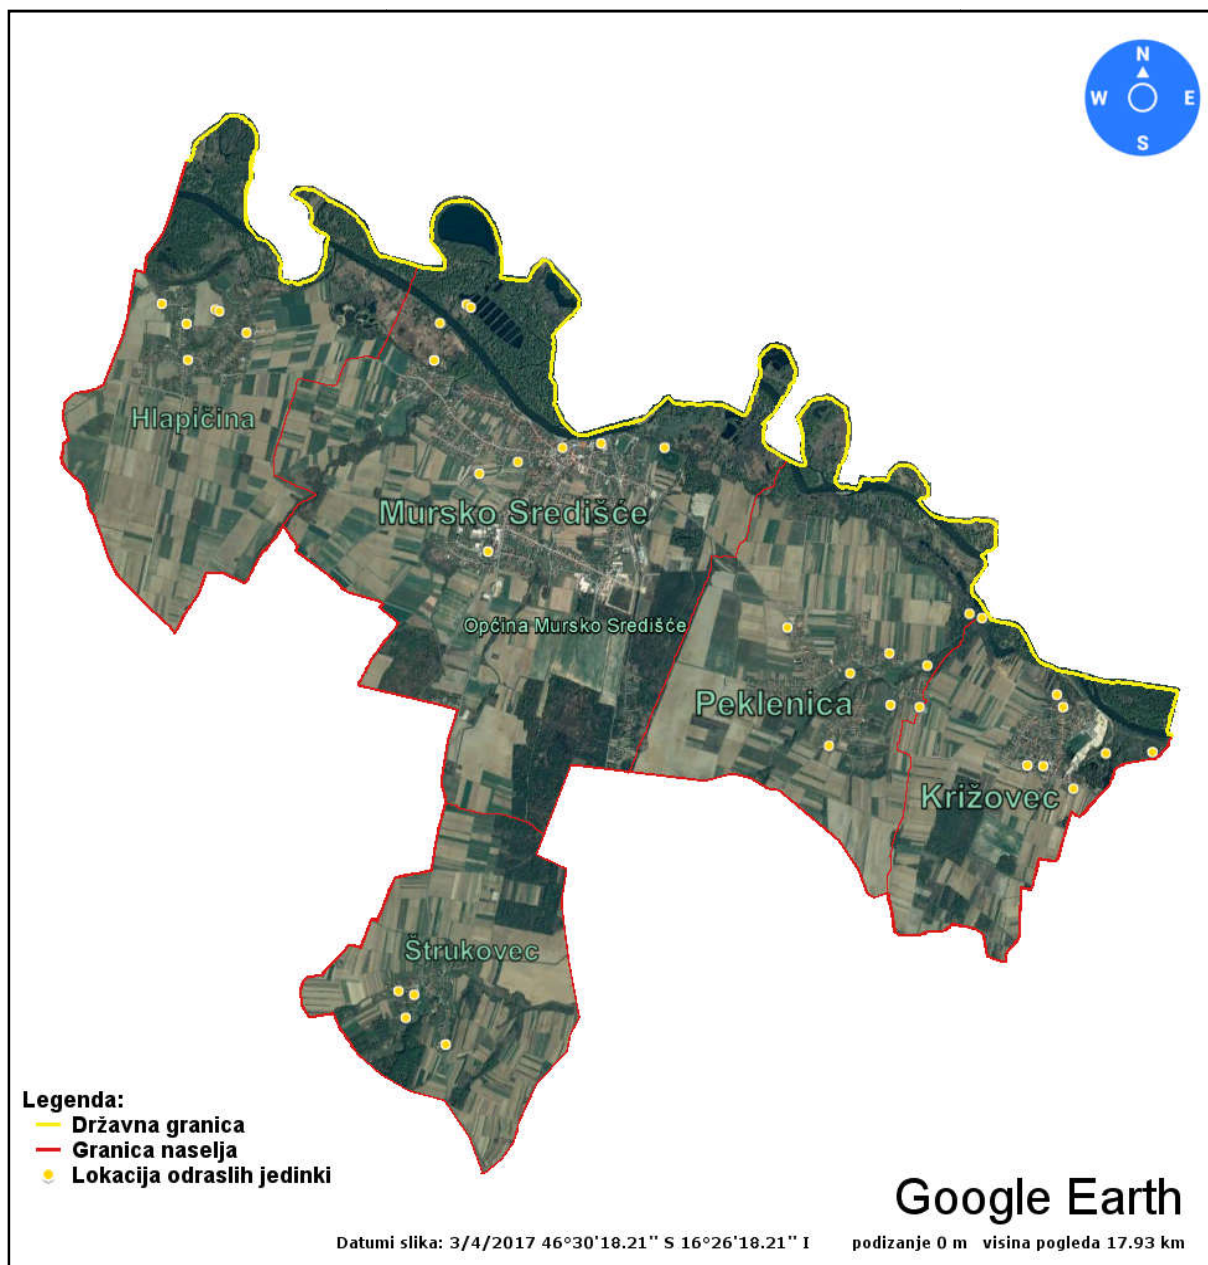 N
W E
S
Hlapičina
Mursko Središće
Općina Mursko Središće
Peklenica
Križovec
Štrukovec
Legenda:
Državna granica
Granica naselja
Lokacija odraslih jedinki
Google Earth
Datumi slika: 3/4/2017 46°30'18.21'' S 16°26'18.21'' I podizanje 0 m visina pogleda 17.93 km